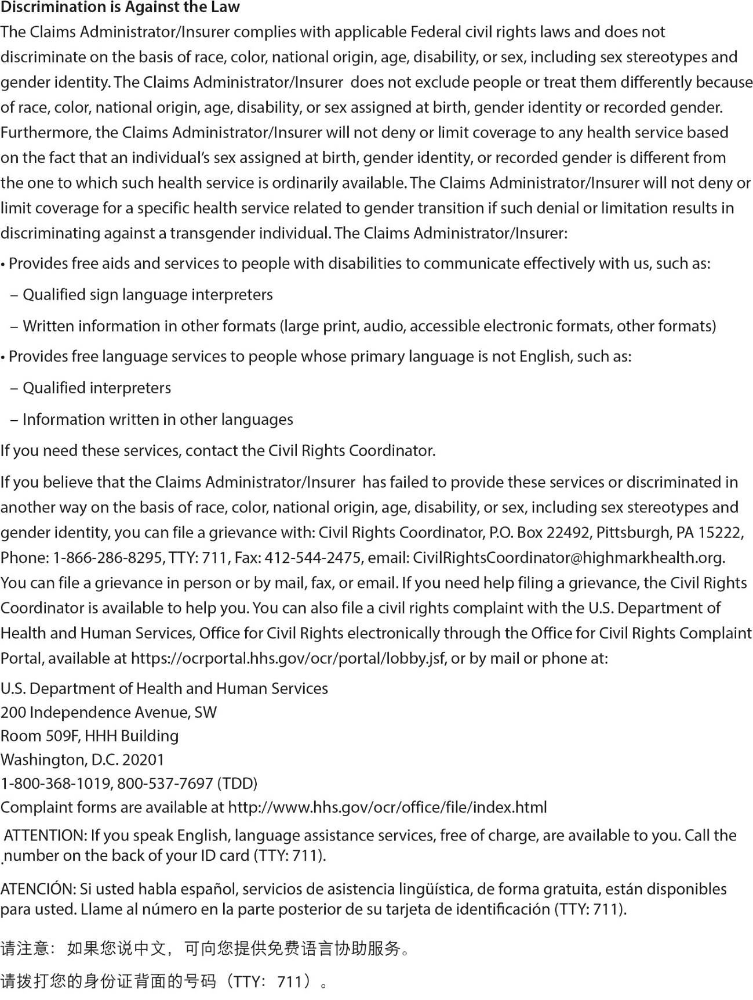 Discrimination is Against the Law
The Claims Administrator/Insurer complies with applicable Federal civil rights laws and does not
discriminate on the basis of race, color, national origin, age, disability, or sex, including sex stereotypes and
gender identity. The Claims Administrator/Insurer  does not exclude people or treat them differently because
of race, color, national origin, age, disability, or sex assigned at birth, gender identity or recorded gender.
Furthermore, the Claims Administrator/Insurer will not deny or limit coverage to any health service based
on the fact that an individual's sex assigned at birth, gender identity, or recorded gender is different from
the one to which such health service is ordinarily available. The Claims Administrator/Insurer will not deny or
limit coverage for a specific health service related to gender transition if such denial or limitation results in
discriminating against a transgender individual. The Claims Administrator/Insurer:
• Provides free aids and services to people with disabilities to communicate effectively with us, such as:
– Qualified sign language interpreters
– Written information in other formats (large print, audio, accessible electronic formats, other formats)
• Provides free language services to people whose primary language is not English, such as:
– Qualified interpreters
– Information written in other languages
If you need these services, contact the Civil Rights Coordinator.
If you believe that the Claims Administrator/Insurer  has failed to provide these services or discriminated in
another way on the basis of race, color, national origin, age, disability, or sex, including sex stereotypes and
gender identity, you can file a grievance with: Civil Rights Coordinator, P.O. Box 22492, Pittsburgh, PA 15222,
Phone: 1-866-286-8295, TTY: 711, Fax: 412-544-2475, email: CivilRightsCoordinator@highmarkhealth.org.
You can file a grievance in person or by mail, fax, or email. If you need help filing a grievance, the Civil Rights
Coordinator is available to help you. You can also file a civil rights complaint with the U.S. Department of
Health and Human Services, Office for Civil Rights electronically through the Office for Civil Rights Complaint
Portal, available at https://ocrportal.hhs.gov/ocr/portal/lobby.jsf, or by mail or phone at:
U.S. Department of Health and Human Services
200 Independence Avenue, SW
Room 509F, HHH Building
Washington, D.C. 20201
1-800-368-1019, 800-537-7697 (TDD)
Complaint forms are available at http://www.hhs.gov/ocr/office/file/index.html
ATTENTION: If you speak English, language assistance services, free of charge, are available to you. Call the
.number on the back of your ID card (TTY: 711).
ATENCIÓN: Si usted habla español, servicios de asistencia lingüística, de forma gratuita, están disponibles
para usted. Llame al número en la parte posterior de su tarjeta de identificación (TTY: 711).
请注意：如果您说中文，可向您提供免费语言协助服务。
请拨打您的身份证背面的号码（TTY：711）。